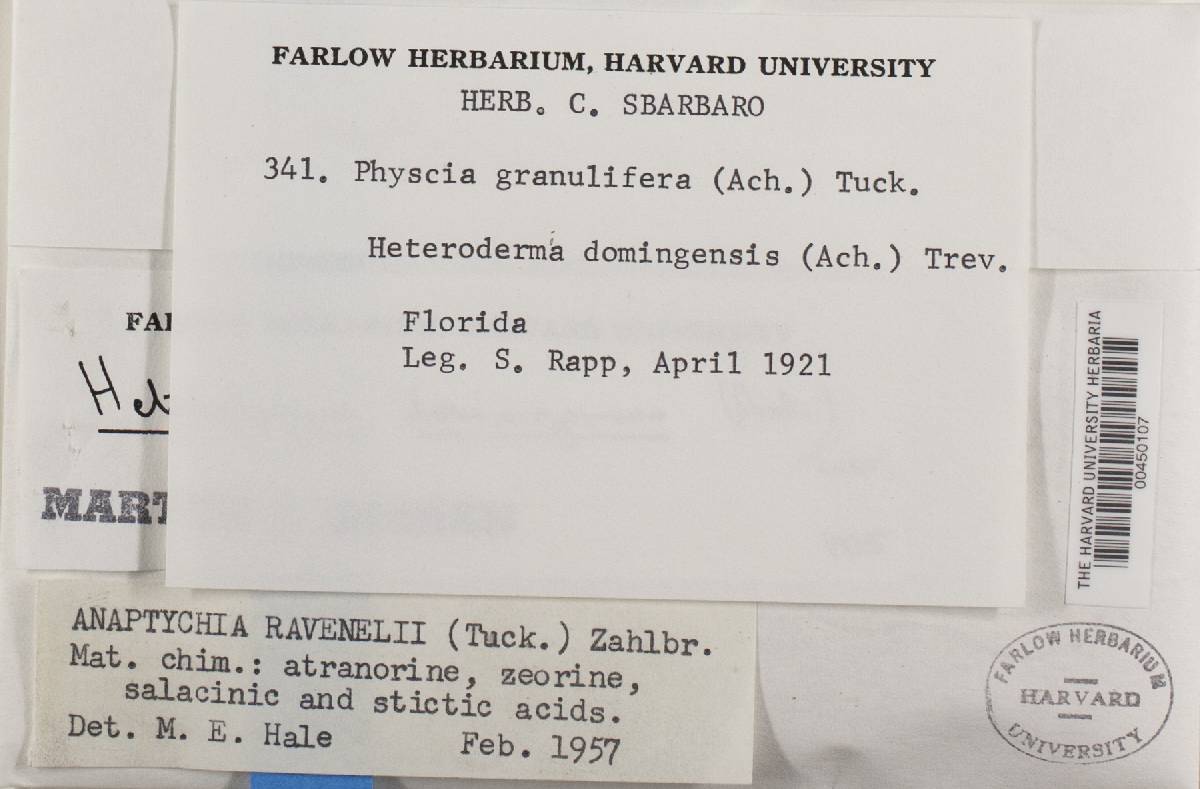 FARLOW HERBARIUM, HARVARD UNIVERSITY
HERB. C. SBARBARO
341. Physcia granulifera (Ach.) Tuck.
Heteroderma domingensis (Ach.) Trev.
Florida
Leg. S. Rapp, April 1921
FAR
Het
MART
ANAPTYCHIA RAVENELII (Tuck.) Zahlbr.
Mat. chim.: atranorine, zeorine,
salacinic and stictic acids.
Det. M. E. Hale Feb. 1957
THE HARVARD UNIVERSITY HERBARIA
00450107
FARLOW HERBARIUM
HARVARD
UNIVERSITY